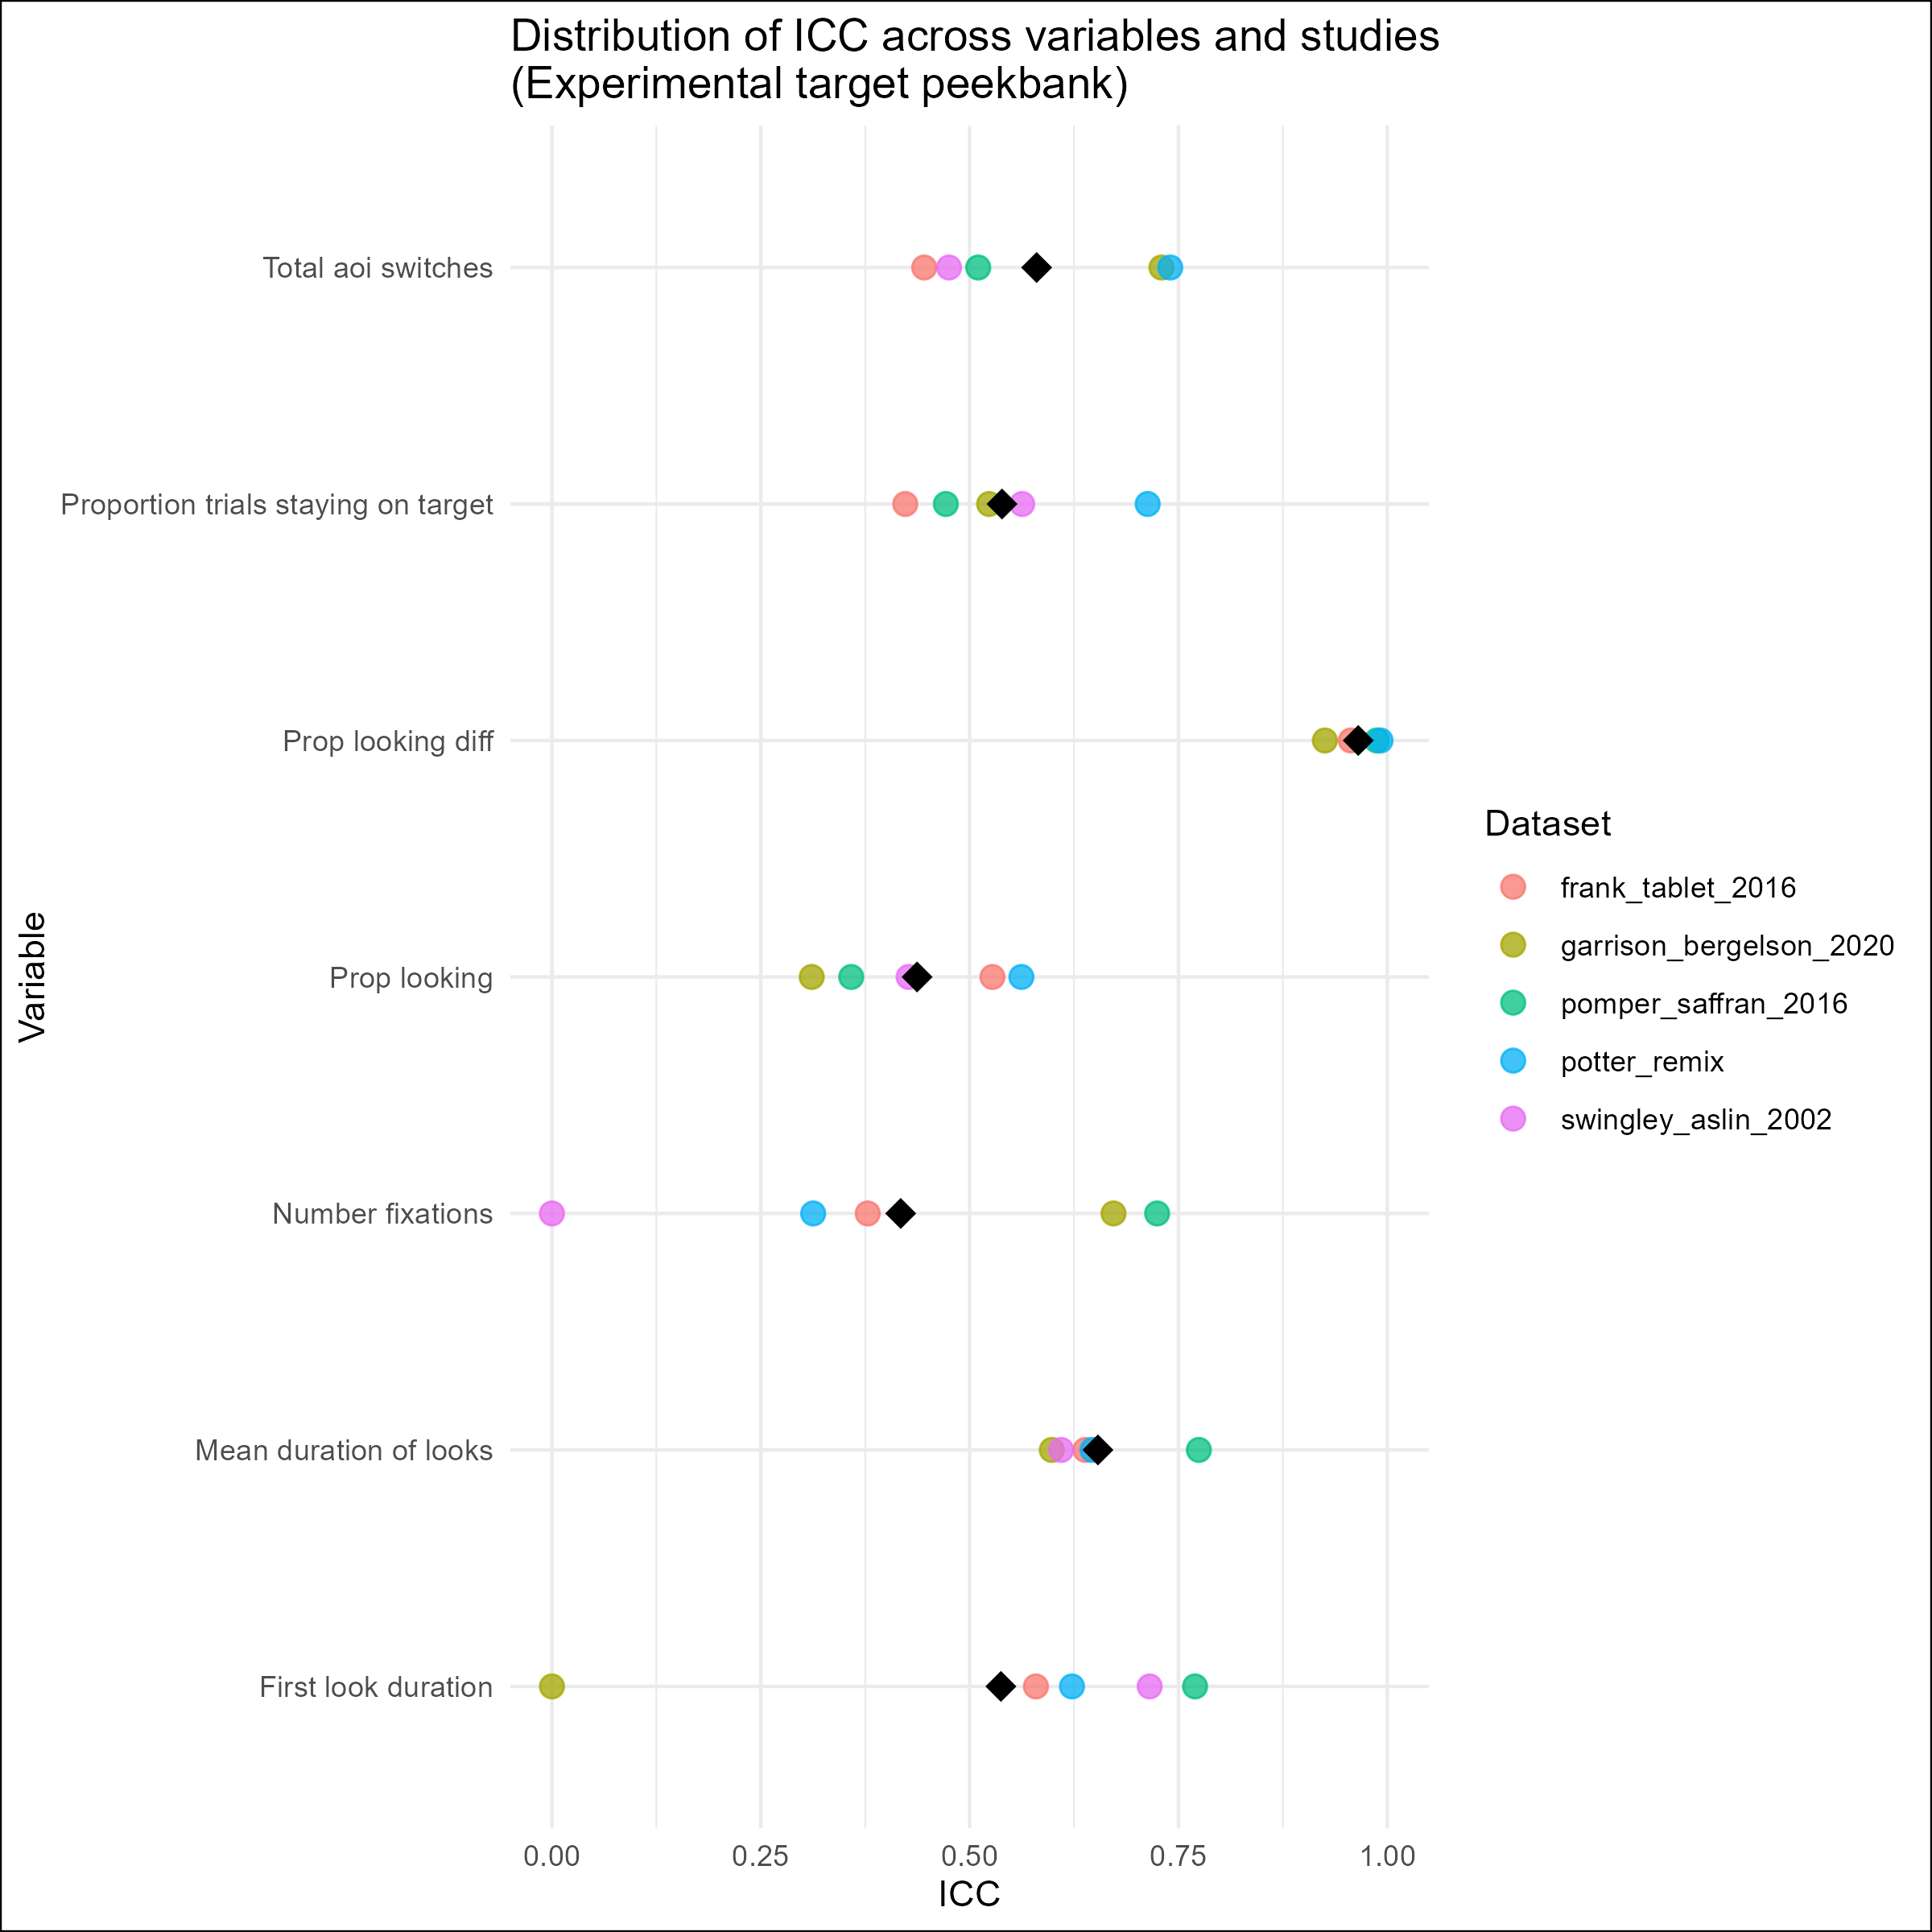 Distribution of ICC across variables and studies
(Experimental target peekbank)
Variable
Total aoi switches
Proportion trials staying on target
Prop looking diff
Prop looking
Number fixations
Mean duration of looks
First look duration
0.00 0.25 0.50 0.75 1.00
ICC
Dataset
frank_tablet_2016
garrison_bergelson_2020
pomper_saffran_2016
potter_remix
swingley_aslin_2002